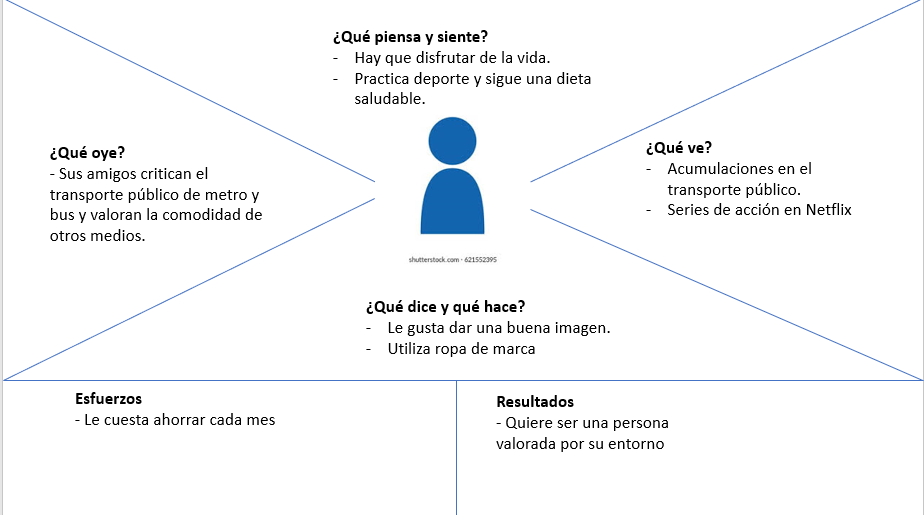 ¿Qué piensa y siente?
- Hay que disfrutar de la vida.
- Practica deporte y sigue una dieta
saludable.
¿Qué oye?
- Sus amigos critican el
transporte público de metro y
bus y valoran la comodidad de
otros medios.
¿Qué ve?
- Acumulaciones en el
transporte público.
- Series de acción en Netflix
shutterstock.com · 621552395
¿Qué dice y qué hace?
- Le gusta dar una buena imagen.
- Utiliza ropa de marca
Esfuerzos
- Le cuesta ahorrar cada mes
Resultados
- Quiere ser una persona
valorada por su entorno